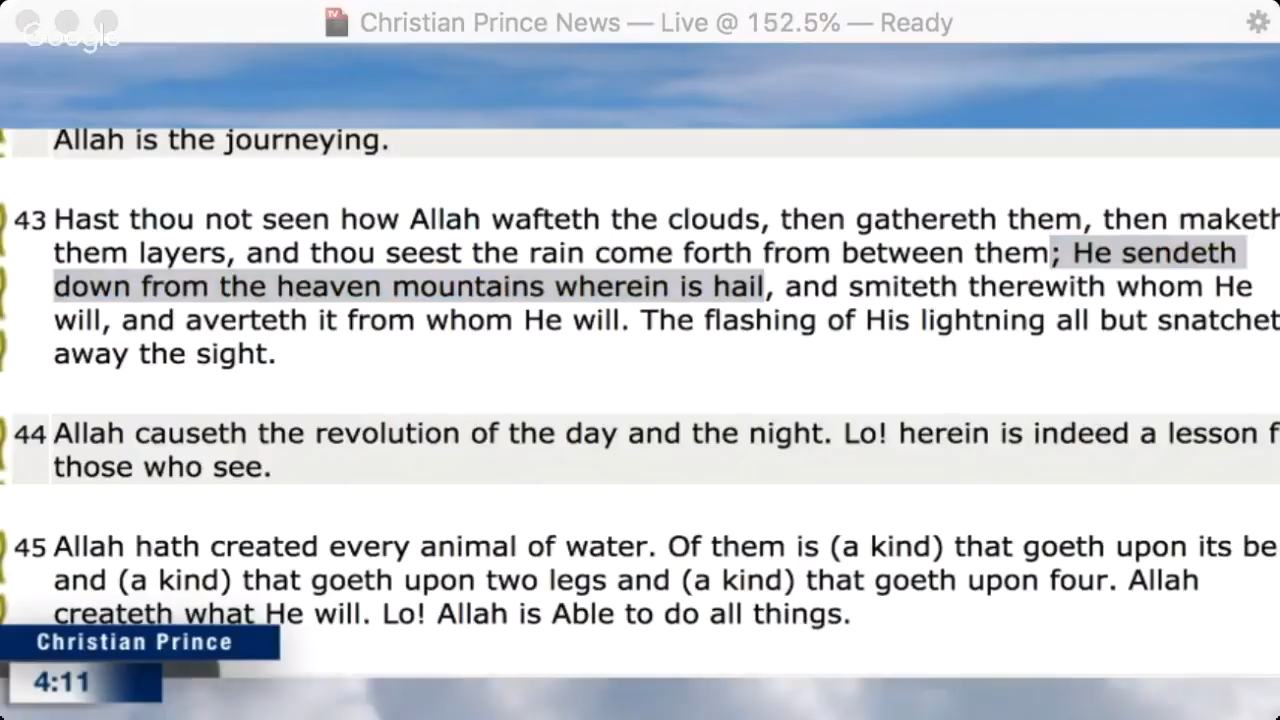 Christian Prince News — Live @ 152.5% — Ready
Google
Allah is the journeying.
43 Hast thou not seen how Allah wafteth the clouds, then gathereth them, then maketh
them layers, and thou seest the rain come forth from between them; He sendeth
down from the heaven mountains wherein is hail, and smiteth therewith whom He
will, and averteth it from whom He will. The flashing of His lightning all but snatchet
away the sight.
44 Allah causeth the revolution of the day and the night. Lo! herein is indeed a lesson f
those who see.
45 Allah hath created every animal of water. Of them is (a kind) that goeth upon its be
and (a kind) that goeth upon two legs and (a kind) that goeth upon four. Allah
createth what He will. Lo! Allah is Able to do all things.
Christian Prince
4:11